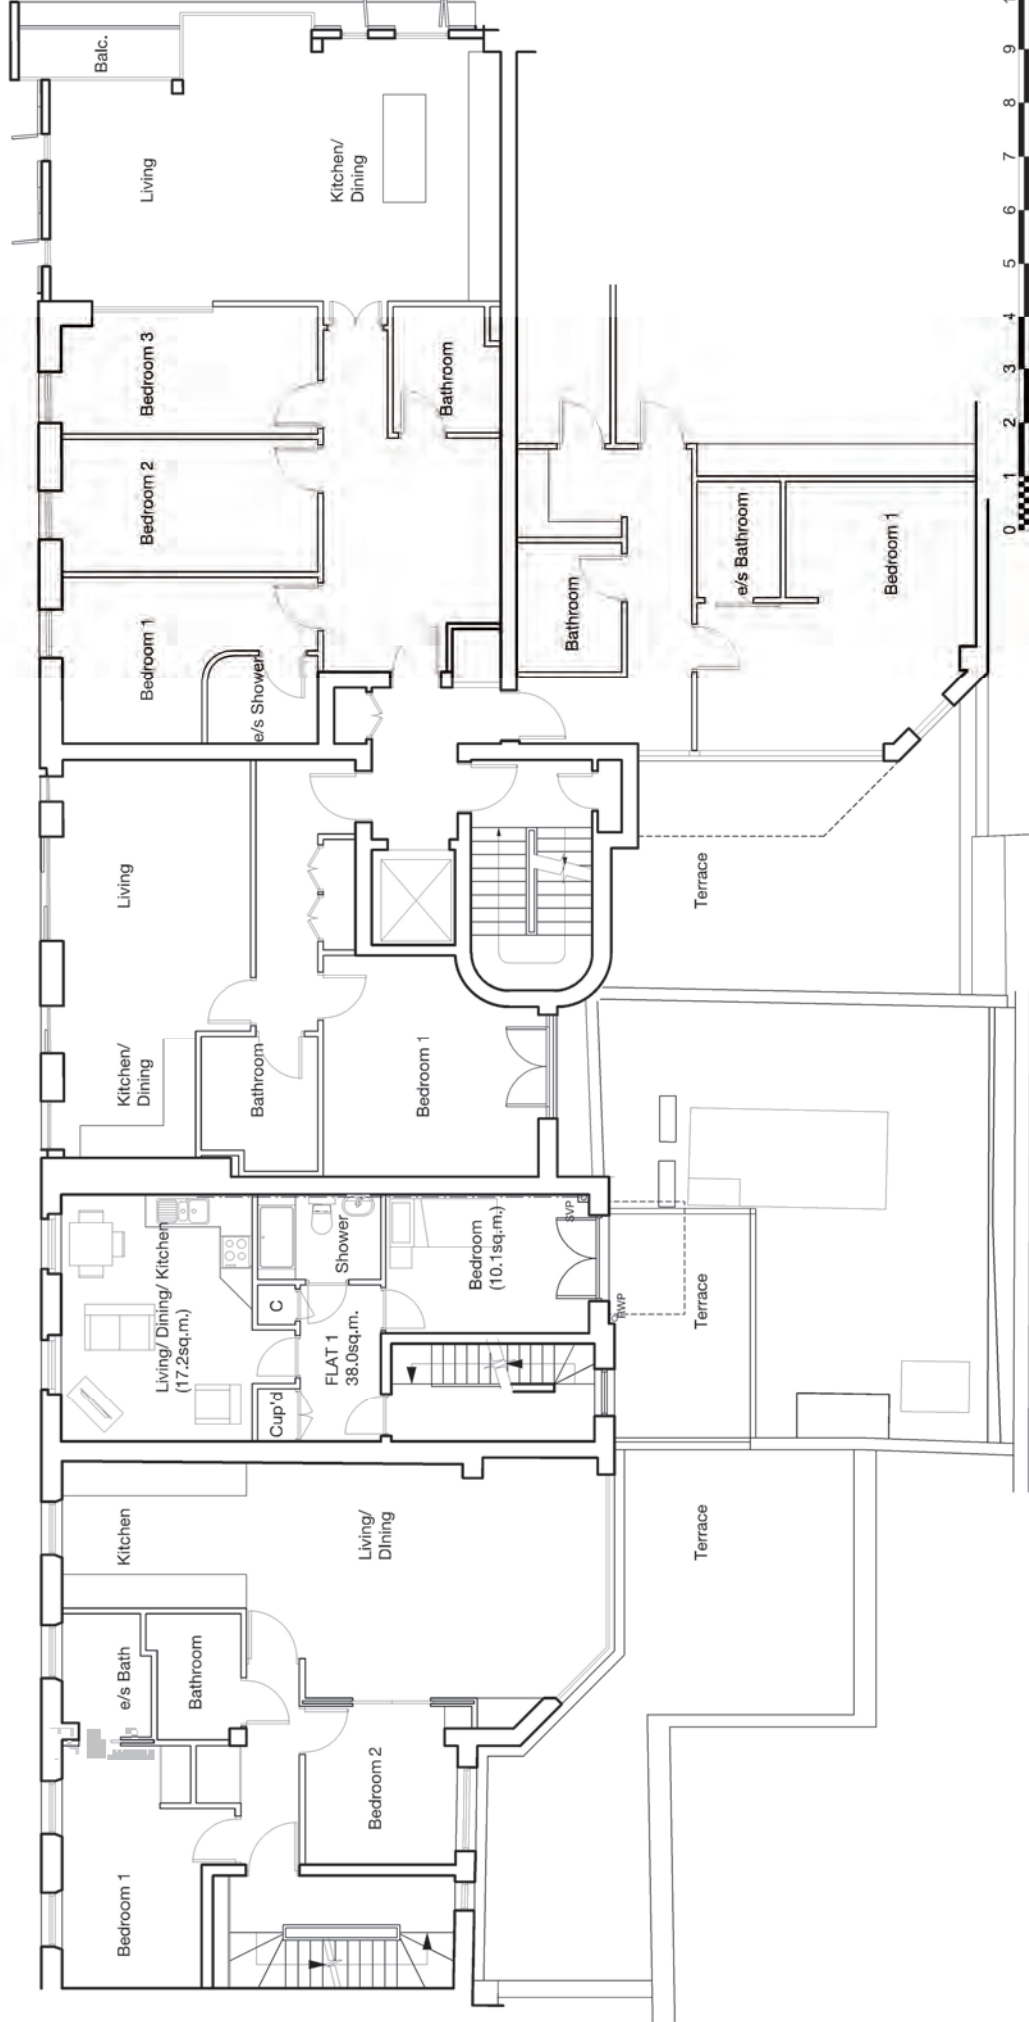 Balc.
Living
Kitchen/
Dining
Bedroom 3
Bathroom
Bedroom 2
Bedroom 1
e/s Shower
Bathroom
e/s Bathroom
Bedroom 1
Living
Kitchen/
Dining
Bathroom
Bedroom 1
Terrace
Living/ Dining/ Kitchen
(17.2sq.m.)
Shower
C
Bedroom
(10.1sq.m.)
SVP
RWP
FLAT 1
38.0sq.m.
Cup'd
Terrace
Kitchen
Living/
DIning
Terrace
e/s Bath
Bathroom
Bedroom 2
Bedroom 1
0 1 2 3 4 5 6 7 8 9